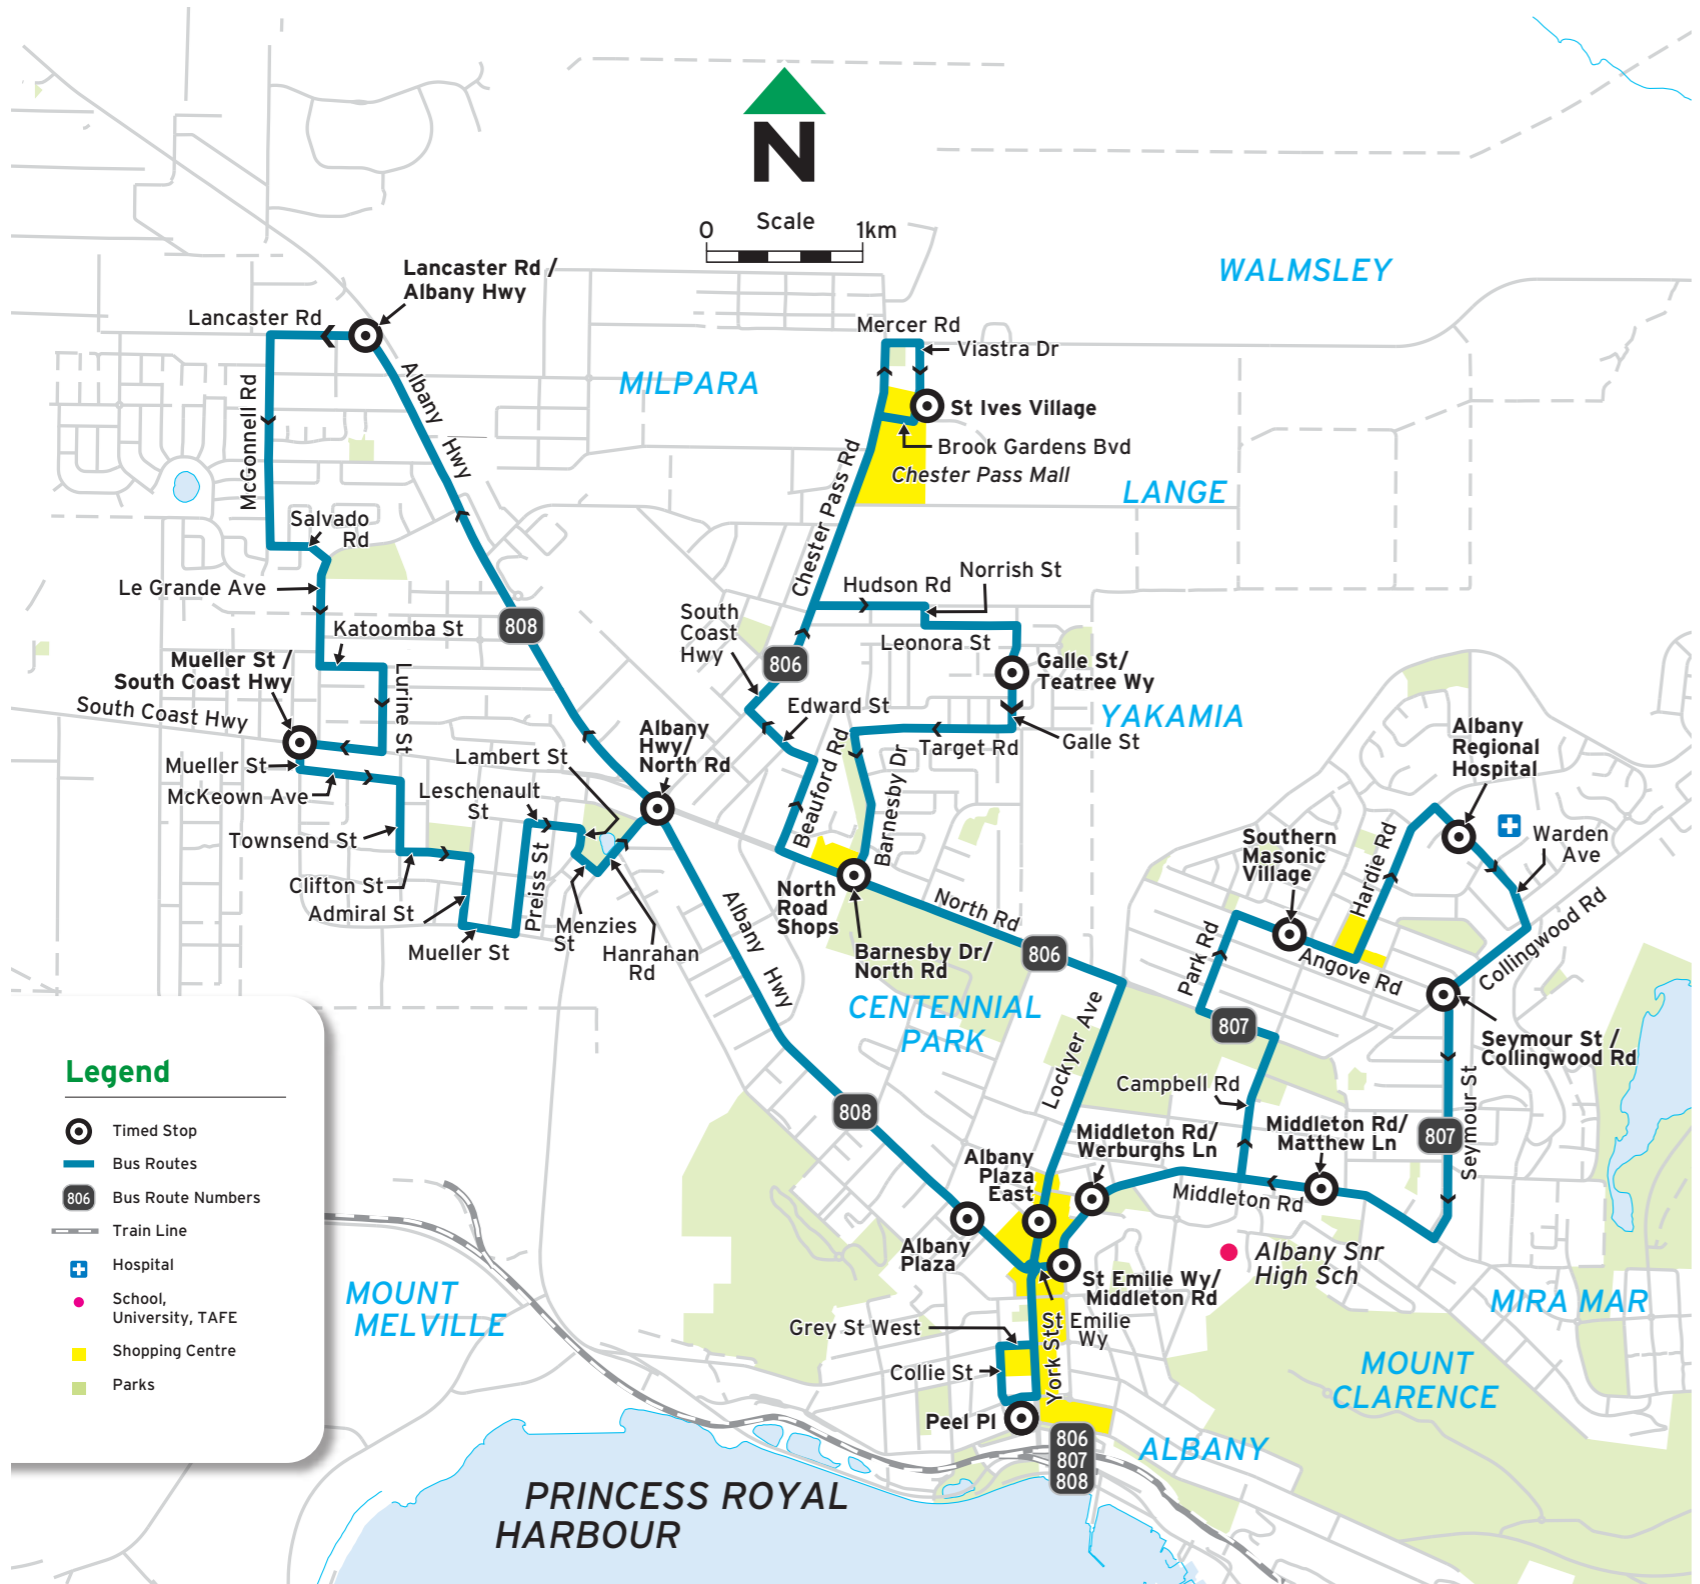 N
Scale
0
1km
WALMSLEY
Lancaster Rd /
Albany Hwy
Lancaster Rd
Mercer Rd
Viastra Dr
MILPARA
Albany
Hwy
McGonnell Rd
St Ives Village
Brook Gardens Bvd
Chester Pass Mall
Chester Pass Rd
LANGE
Salvado
Rd
Le Grande Ave
Hudson Rd
Norrish St
South
Coast
Hwy
808
Katoomba St
Leonora St
806
Mueller St /
South Coast Hwy
South Coast Hwy
Lurine St
Galle St/
Teatree Wy
Edward St
YAKAMIA
Albany
Hwy/
North Rd
Target Rd
Galle St
Albany
Regional
Hospital
Mueller St
McKeown Ave
Lambert St
Leschenault
St
Beauford Rd
Barnesby Dr
Townsend St
Preiss St
Clifton St
Admiral St
Mueller St
Menzies
St
Hanrahan
Rd
Albany
Hwy
North
Road
Shops
North Rd
Barnesby Dr/
North Rd
806
Southern
Masonic
Village
Hardie Rd
Warden
Ave
Park Rd
Angove Rd
Collingwood Rd
CENTENNIAL
PARK
Lockyer Ave
807
Seymour St /
Collingwood Rd
Campbell Rd
808
Middleton Rd/
Werburghs Ln
Middleton Rd/
Matthew Ln
807
Seymour St
Albany
Plaza
East
Middleton Rd
Albany
Plaza
Albany Snr
High Sch
St Emilie Wy/
Middleton Rd
St Emilie
Wy
MIRA MAR
Grey St West
Collie St
York St
MOUNT
CLARENCE
Peel Pl
806
807
808
ALBANY
MOUNT
MELVILLE
PRINCESS ROYAL
HARBOUR
Legend
Timed Stop
Bus Routes
806
Bus Route Numbers
Train Line
Hospital
School,
University, TAFE
Shopping Centre
Parks